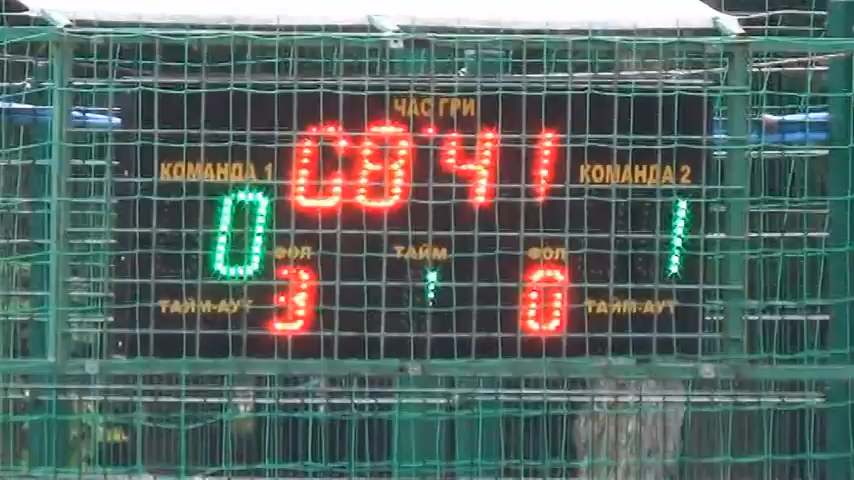 ЧАС ГРИ
08:41
КОМАНДА 1
КОМАНДА 2
0
1
ФОЛ
ТАЙМ
ФОЛ
3
1
0
ТАЙМ-АУТ
ТАЙМ-АУТ